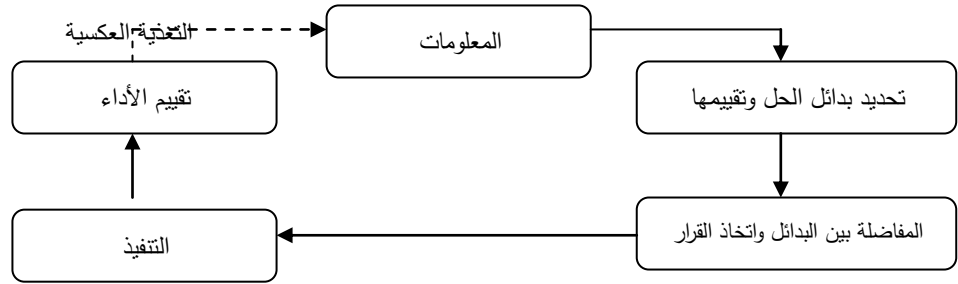 المعلومات
التغذية العكسية
تحديد بدائل الحل وتقييمها
تقييم الأداء
المفاضلة بين البدائل واتخاذ القرار
التنفيذ